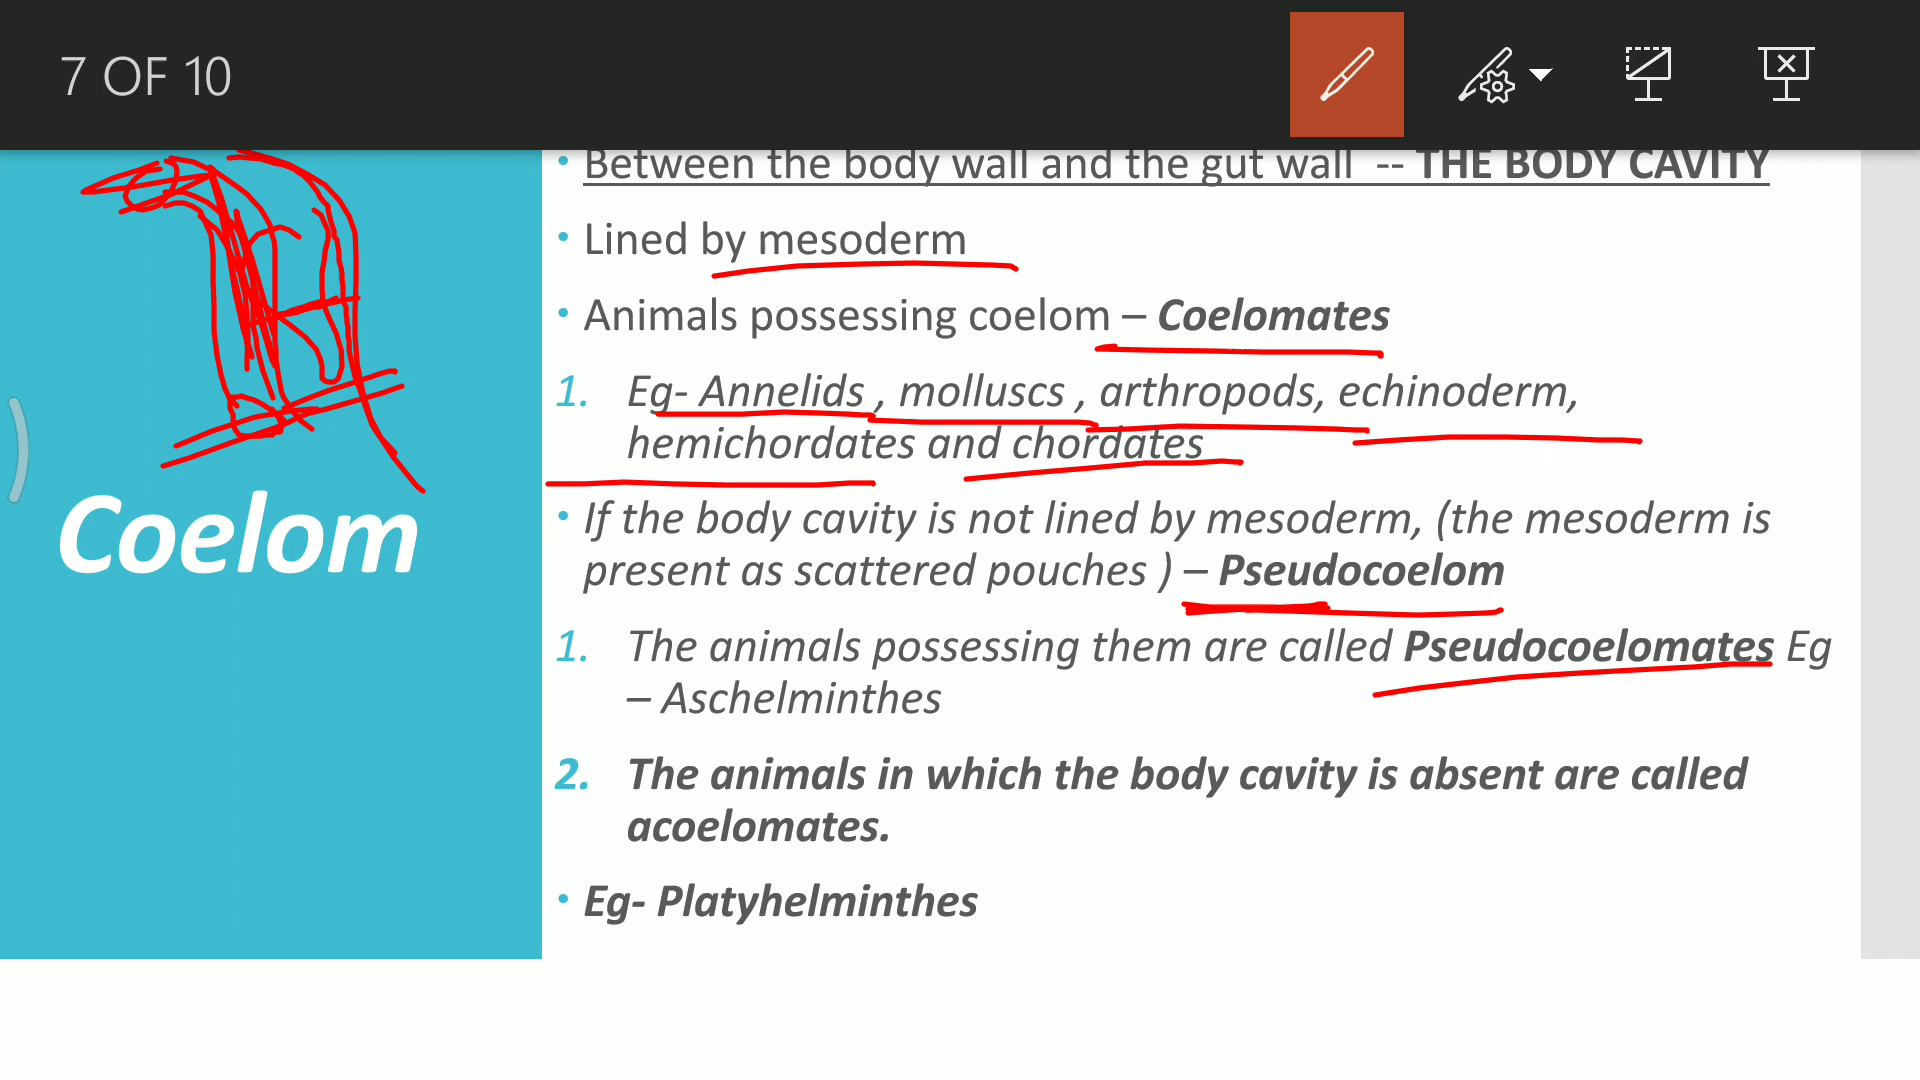 7 OF 10
• Between the body wall and the gut wall -- THE BODY CAVITY
• Lined by mesoderm
• Animals possessing coelom – Coelomates
1. Eg- Annelids , molluscs , arthropods, echinoderm,
hemichordates and chordates
Coelom
• If the body cavity is not lined by mesoderm, (the mesoderm is
present as scattered pouches ) – Pseudocoelom
1. The animals possessing them are called Pseudocoelomates Eg
– Aschelminthes
2. The animals in which the body cavity is absent are called
acoelomates.
• Eg- Platyhelminthes